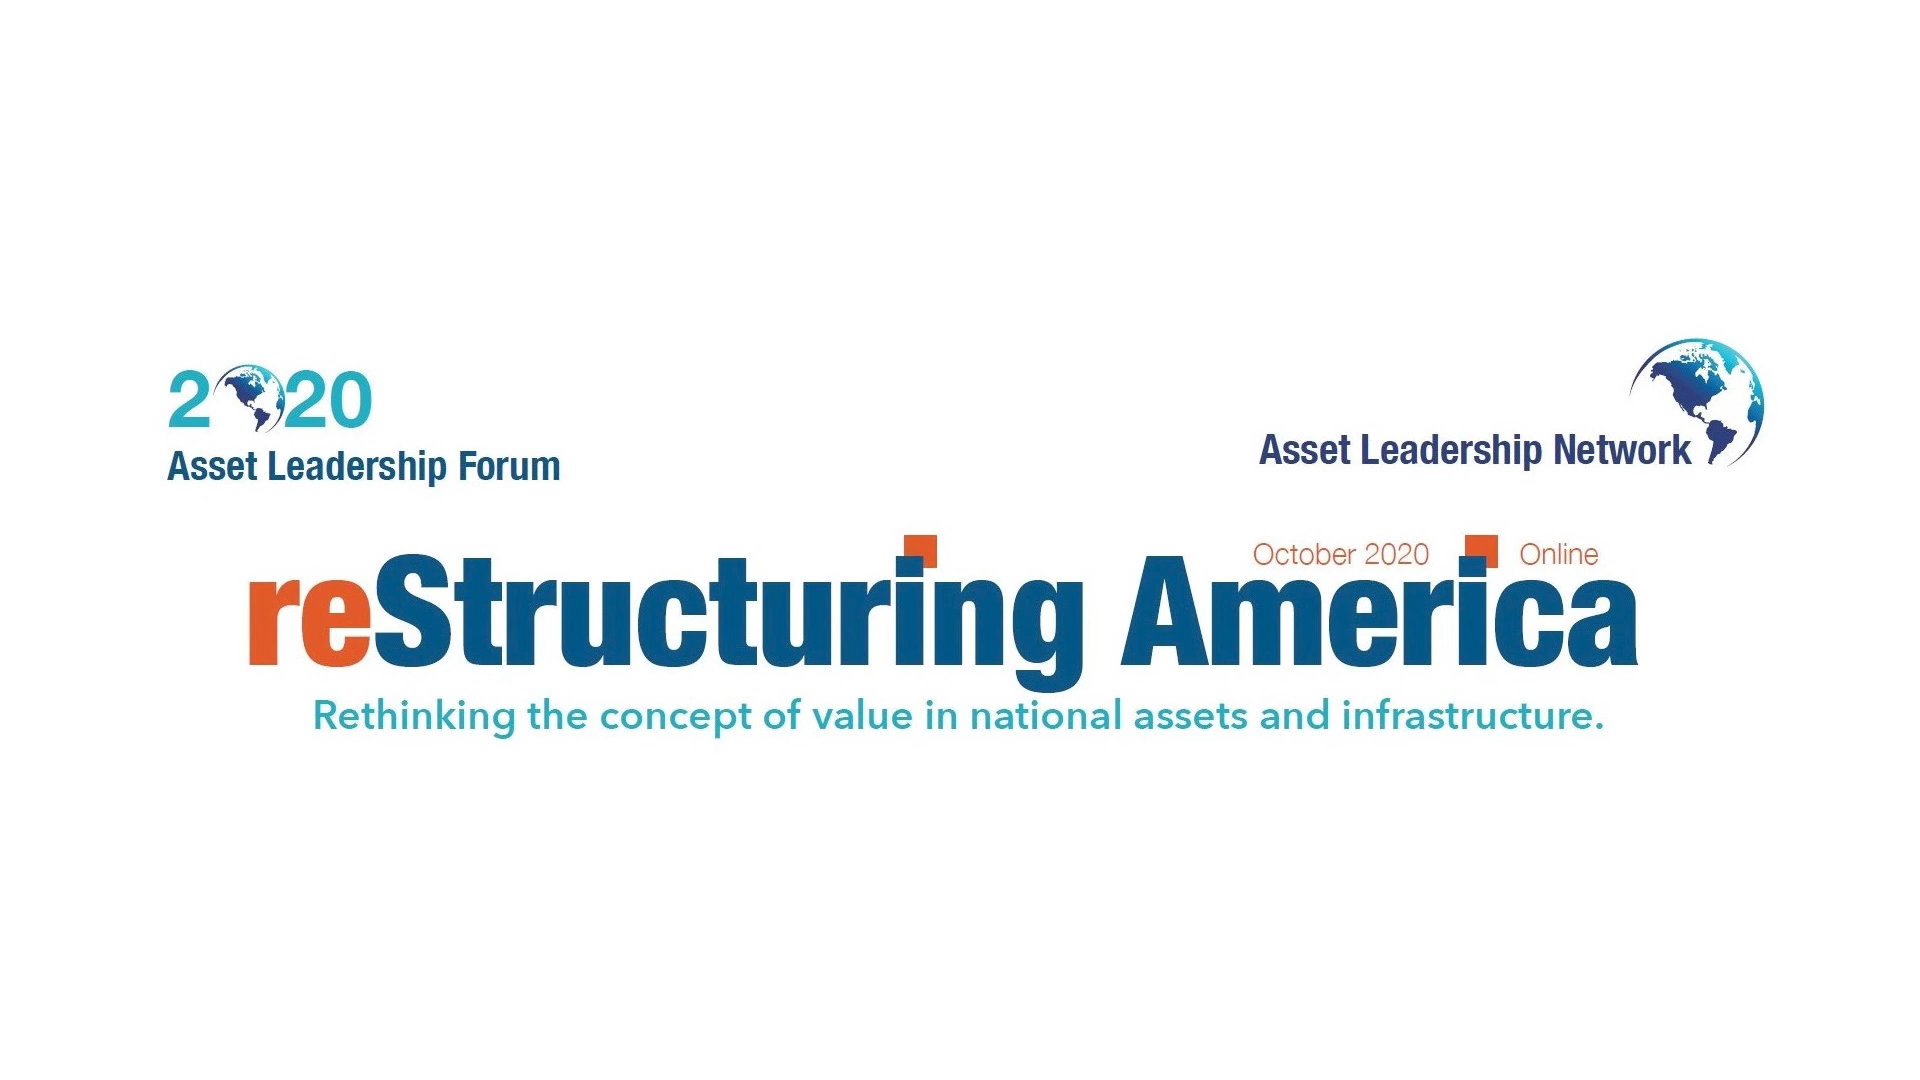 2020
Asset Leadership Forum
Asset Leadership Network
October 2020 Online
reStructuring America
Rethinking the concept of value in national assets and infrastructure.